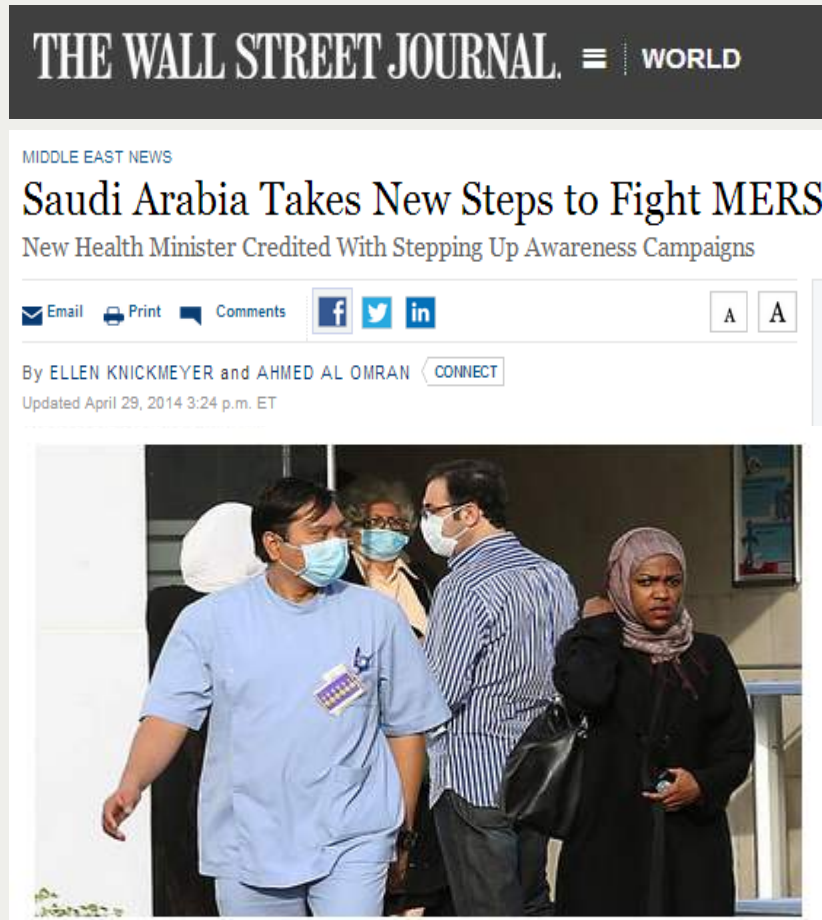 THE WALL STREET JOURNAL. WORLD
MIDDLE EAST NEWS
Saudi Arabia Takes New Steps to Fight MERS
New Health Minister Credited With Stepping Up Awareness Campaigns
Email Print Comments f in A A
By ELLEN KNICKMEYER and AHMED AL OMRAN CONNECT
Updated April 29, 2014 3:24 p.m. ET